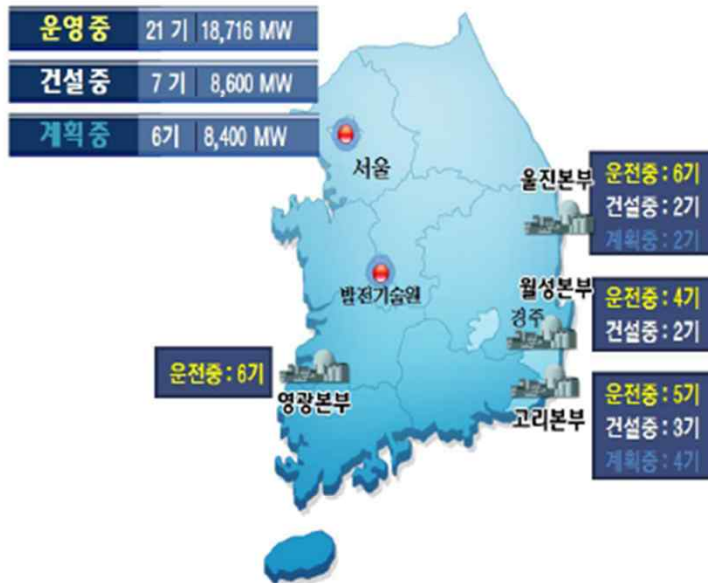 운영중 21 기 18,716 MW
건설중 7 기 8,600 MW
계획중 6기 8,400 MW
서울
울진본부
운전중 : 6기
건설중 : 2기
계획중 : 2기
발전기술원
월성본부
경주
운전중 : 4기
건설중 : 2기
운전중 : 6기
영광본부
고리본부
운전중 : 5기
건설중 : 3기
계획중 : 4기